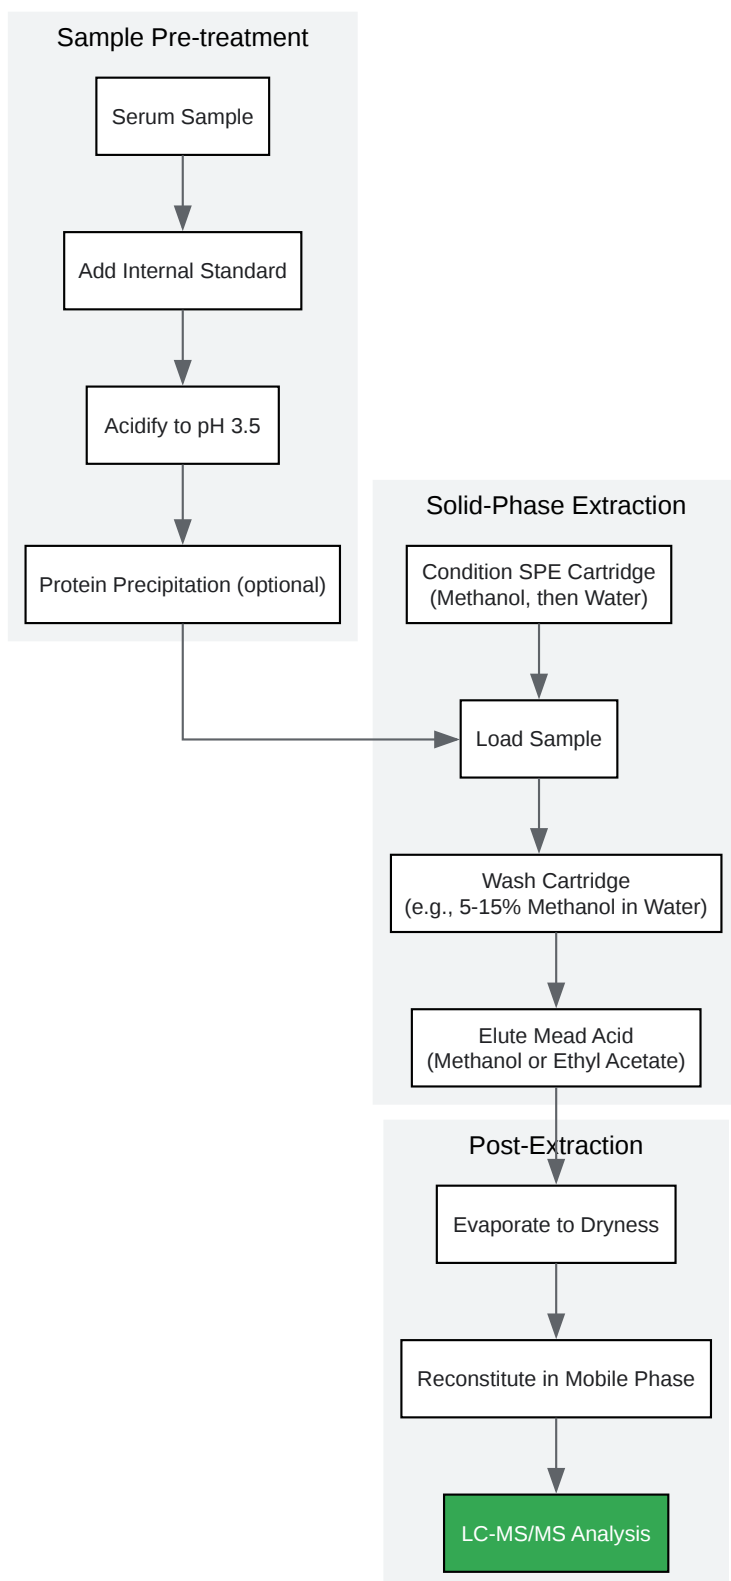 Sample Pre-treatment
Serum Sample
Add Internal Standard
Acidify to pH 3.5
Protein Precipitation (optional)
Solid-Phase Extraction
Condition SPE Cartridge
(Methanol, then Water)
Load Sample
Wash Cartridge
(e.g., 5-15% Methanol in Water)
Elute Mead Acid
(Methanol or Ethyl Acetate)
Post-Extraction
Evaporate to Dryness
Reconstitute in Mobile Phase
LC-MS/MS Analysis